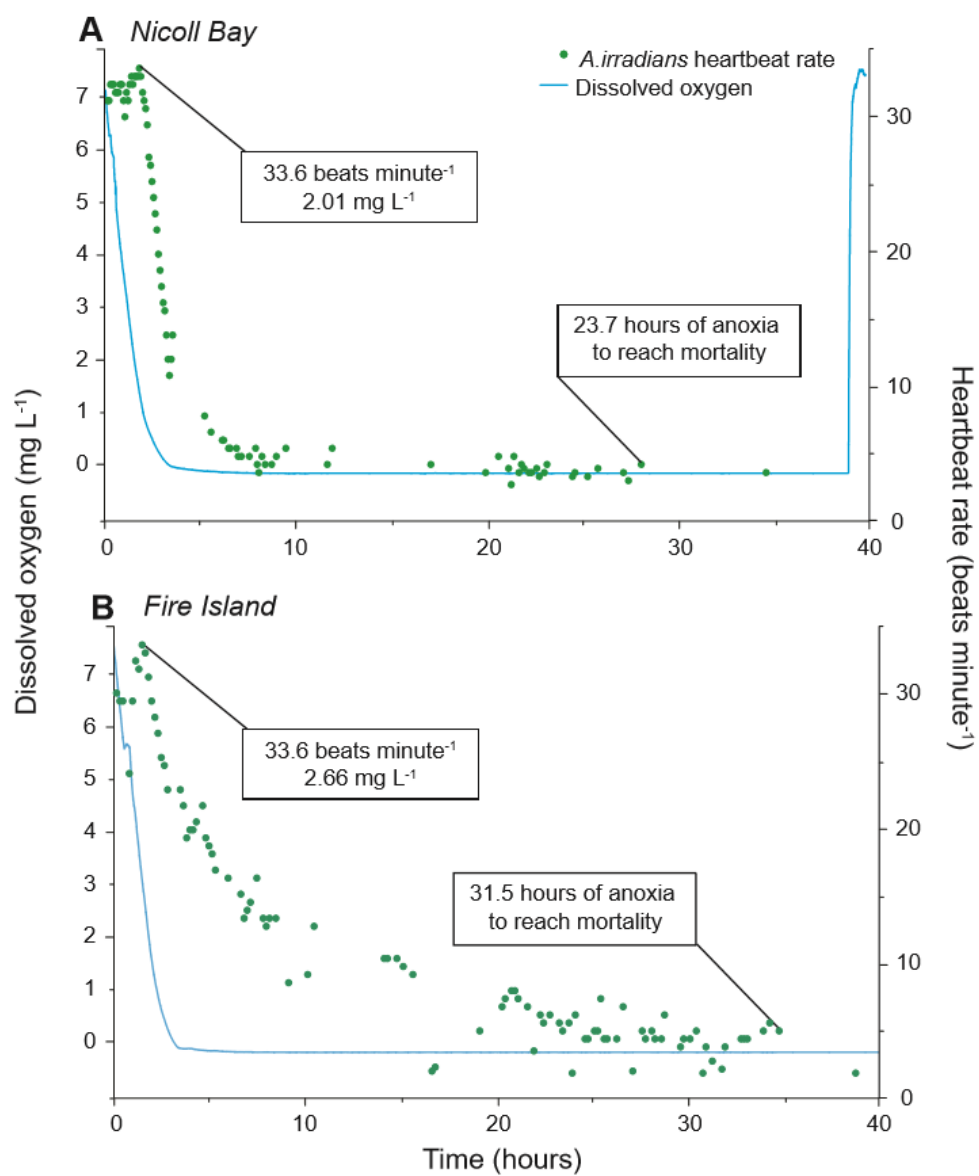 A Nicoll Bay
A.irradians heartbeat rate
Dissolved oxygen
33.6 beats minute⁻¹
2.01 mg L⁻¹
23.7 hours of anoxia
to reach mortality
7
6
5
4
3
2
1
0
30
20
10
0
0 10 20 30 40
B Fire Island
33.6 beats minute⁻¹
2.66 mg L⁻¹
31.5 hours of anoxia
to reach mortality
7
6
5
4
3
2
1
0
30
20
10
0
0 10 20 30 40
Time (hours)
Dissolved oxygen (mg L⁻¹)
Heartbeat rate (beats minute⁻¹)